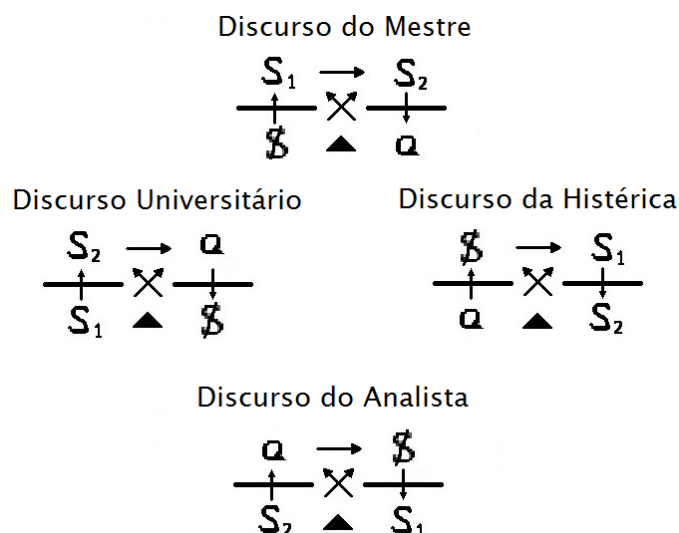 Discurso do Mestre
S₁ → S₂
$ ▲ a
Discurso Universitário
S₂ → a
S₁ ▲ $
Discurso da Histérica
$ → S₁
a ▲ S₂
Discurso do Analista
a → $
S₂ ▲ S₁